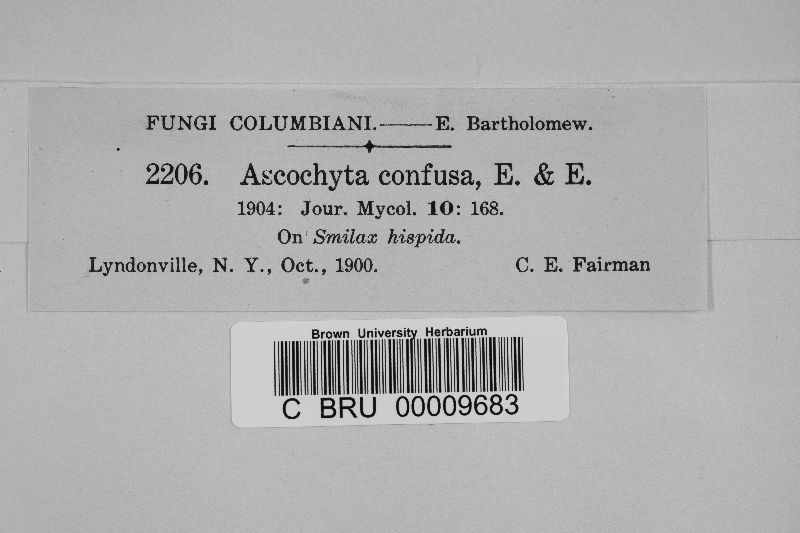 FUNGI COLUMBIANI.——E. Bartholomew.
2206. Ascochyta confusa, E. & E.
1904: Jour. Mycol. 10: 168.
On Smilax hispida.
Lyndonville, N. Y., Oct., 1900. C. E. Fairman
Brown University Herbarium
C BRU 00009683